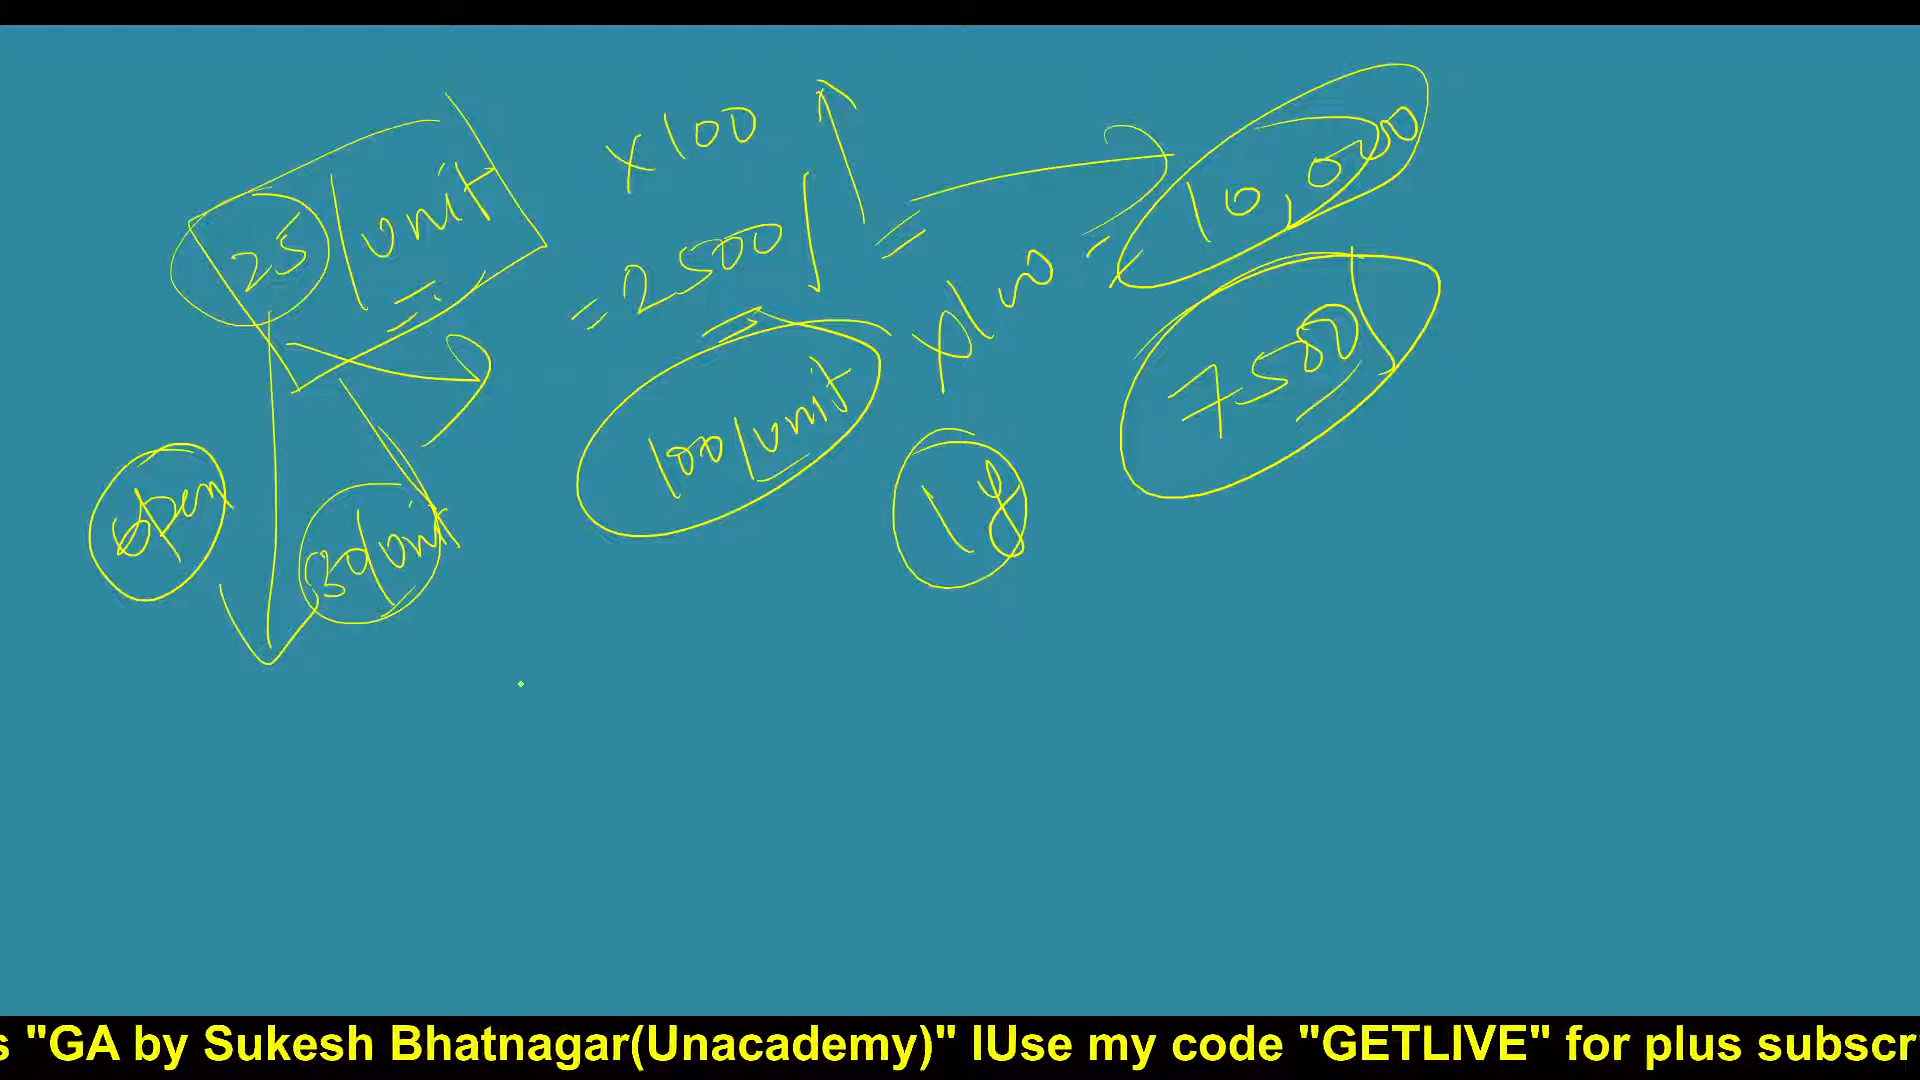 25/unit
x100
= 2500/
=
10,000
100/unit x100 =
7500
open
30/unit
1 y
s "GA by Sukesh Bhatnagar(Unacademy)" IUse my code "GETLIVE" for plus subscr